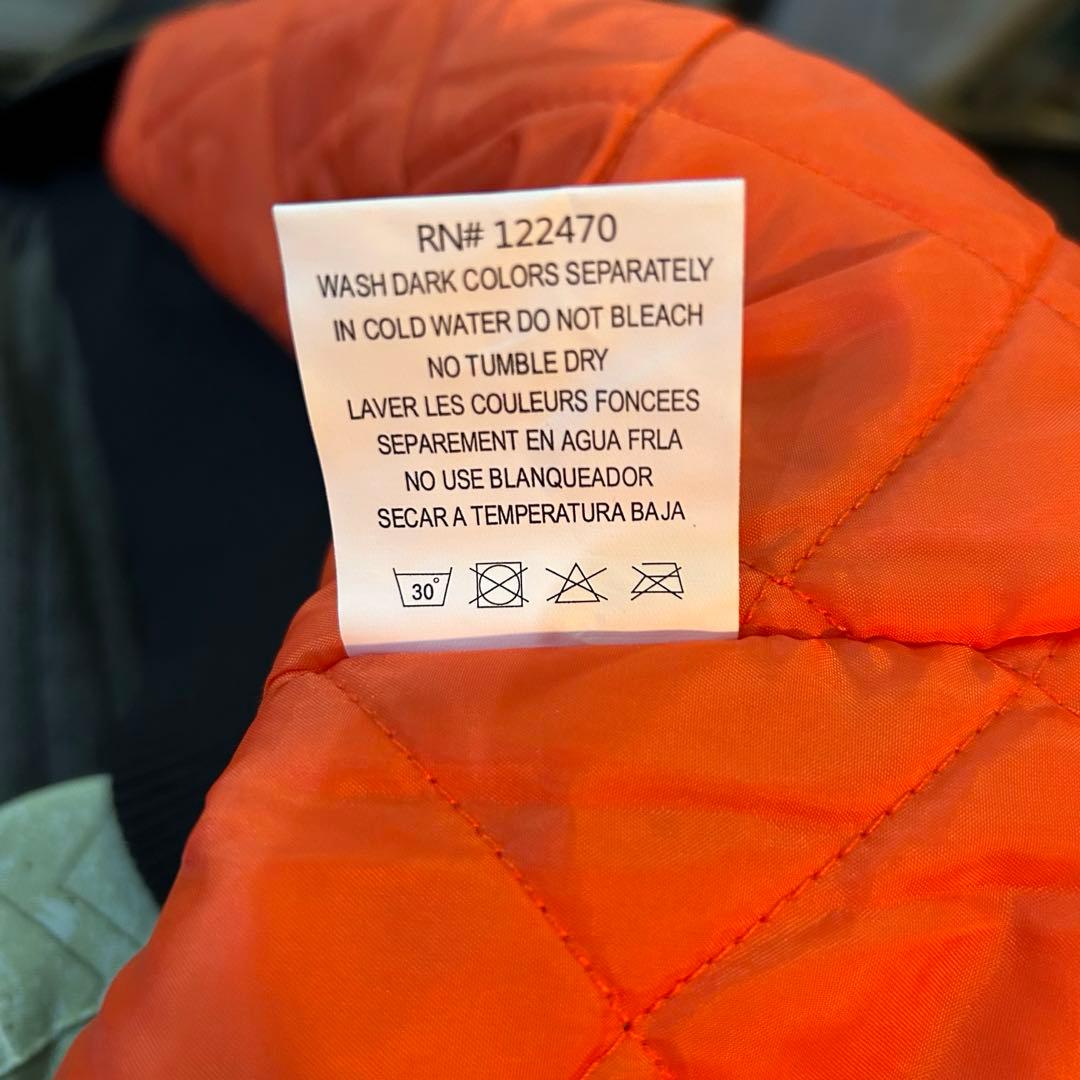 RN# 122470
WASH DARK COLORS SEPARATELY
IN COLD WATER DO NOT BLEACH
NO TUMBLE DRY
LAVER LES COULEURS FONCEES
SEPAREMENT EN AGUA FRLA
NO USE BLANQUEADOR
SECAR A TEMPERATURA BAJA
30°